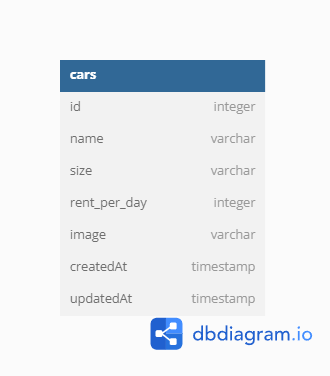 cars
id integer
name varchar
size varchar
rent_per_day integer
image varchar
createdAt timestamp
updatedAt timestamp
dbdiagram.io